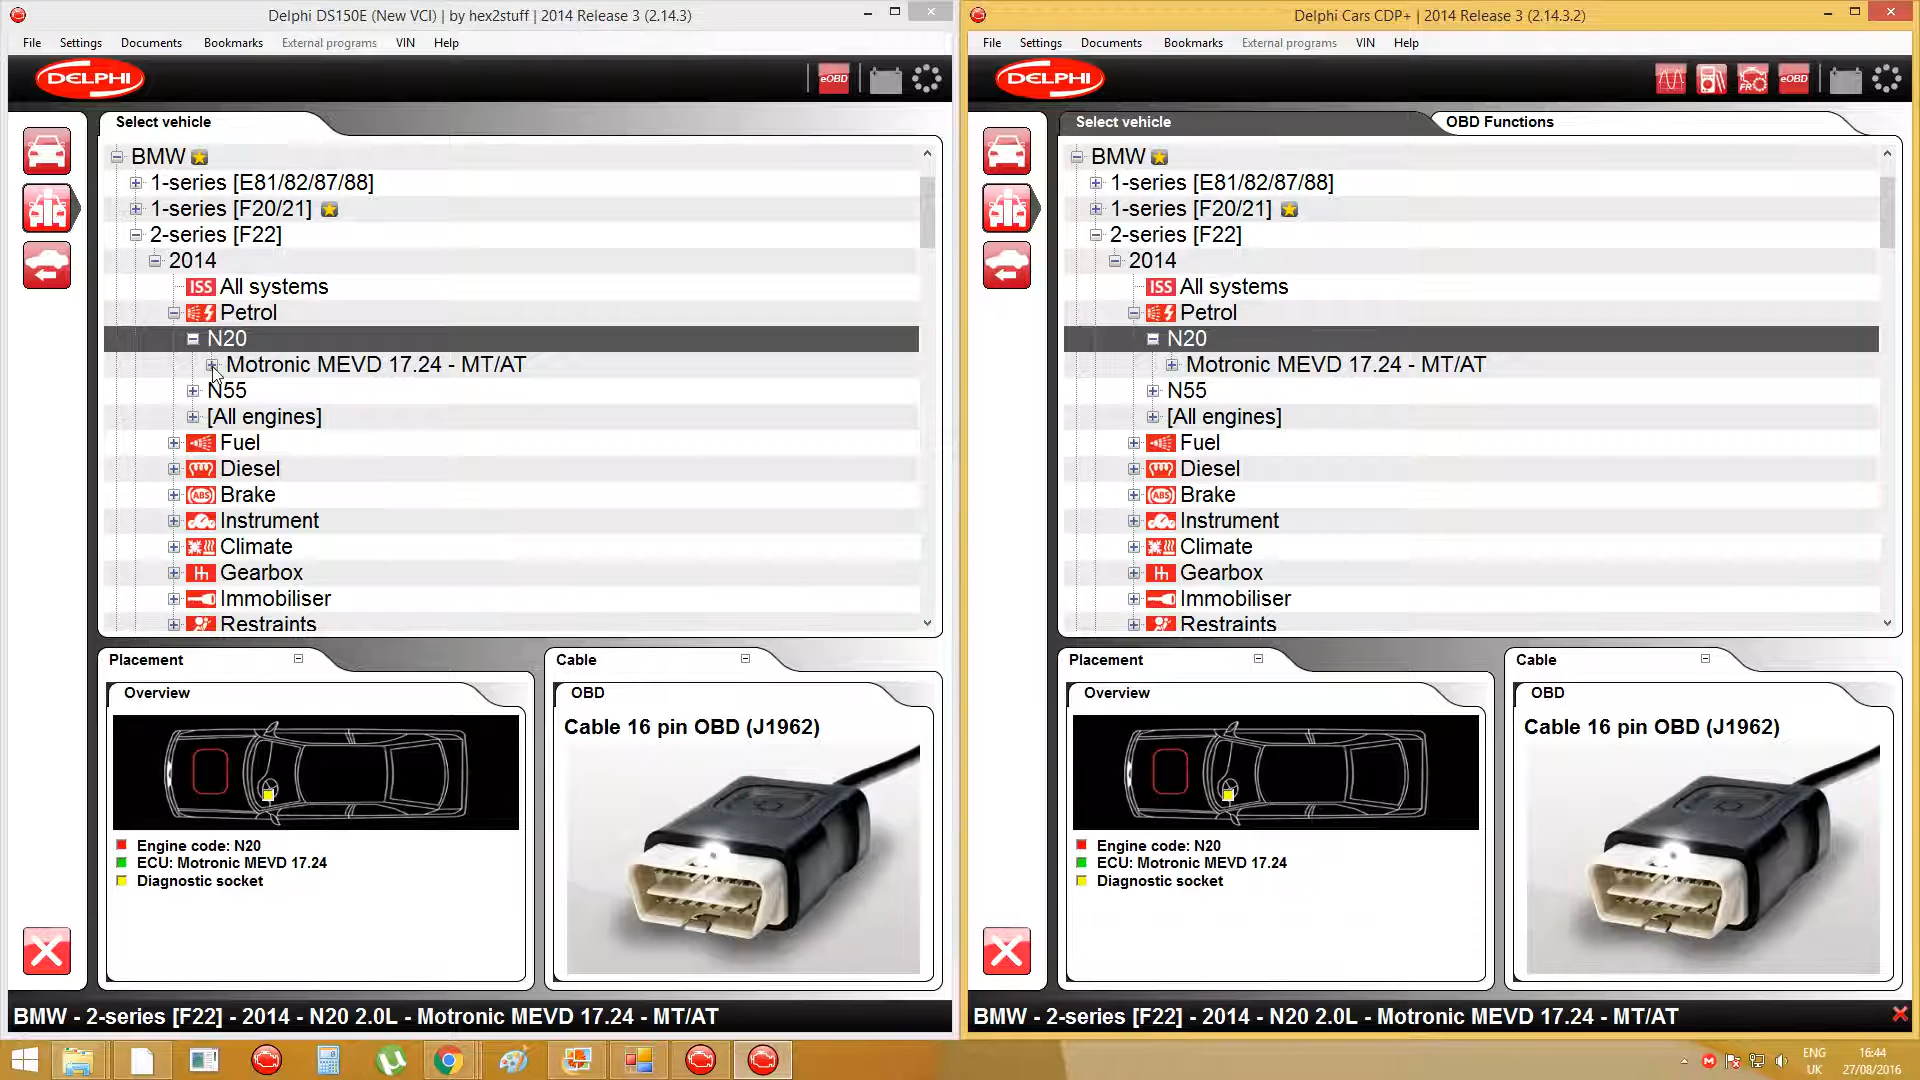 Delphi DS150E (New VCI) | by hex2stuff | 2014 Release 3 (2.14.3)
File Settings Documents Bookmarks External programs VIN Help
DELPHI
eOBD
Select vehicle
BMW
1-series [E81/82/87/88]
1-series [F20/21]
2-series [F22]
2014
ISS All systems
Petrol
N20
Motronic MEVD 17.24 - MT/AT
N55
[All engines]
Fuel
Diesel
ABS Brake
Instrument
Climate
Gearbox
Immobiliser
Restraints
Placement
Overview
Engine code: N20
ECU: Motronic MEVD 17.24
Diagnostic socket
Cable
OBD
Cable 16 pin OBD (J1962)
BMW - 2-series [F22] - 2014 - N20 2.0L - Motronic MEVD 17.24 - MT/AT
Delphi Cars CDP+ | 2014 Release 3 (2.14.3.2)
File Settings Documents Bookmarks External programs VIN Help
DELPHI
FR
eOBD
Select vehicle
OBD Functions
BMW
1-series [E81/82/87/88]
1-series [F20/21]
2-series [F22]
2014
ISS All systems
Petrol
N20
Motronic MEVD 17.24 - MT/AT
N55
[All engines]
Fuel
Diesel
ABS Brake
Instrument
Climate
Gearbox
Immobiliser
Restraints
Placement
Overview
Engine code: N20
ECU: Motronic MEVD 17.24
Diagnostic socket
Cable
OBD
Cable 16 pin OBD (J1962)
BMW - 2-series [F22] - 2014 - N20 2.0L - Motronic MEVD 17.24 - MT/AT
ENG
UK
16:44
27/08/2016